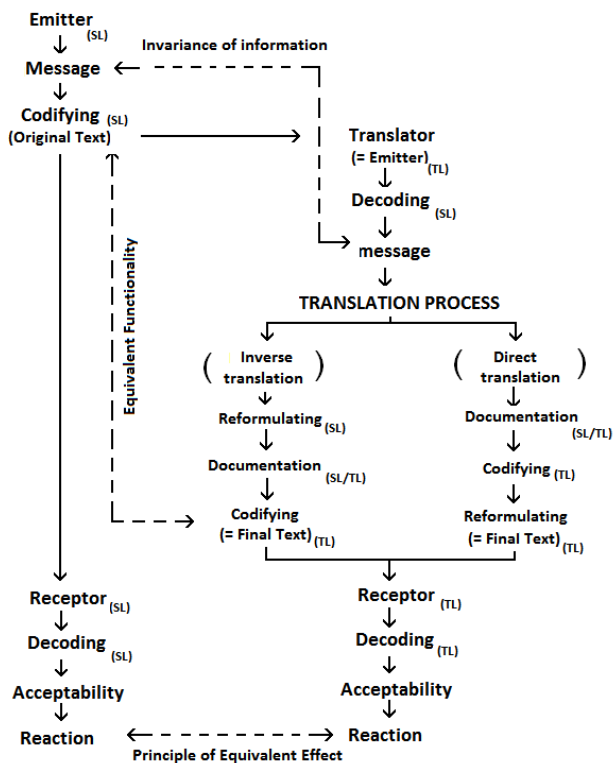 Emitter (SL)
Invariance of information
Message
Codifying (SL)
(Original Text)
Translator
(= Emitter) (TL)
Decoding (SL)
message
Equivalent Functionality
TRANSLATION PROCESS
( Inverse translation )
( Direct translation )
Reformulating (SL)
Documentation (SL/TL)
Codifying
(= Final Text) (TL)
Documentation (SL/TL)
Codifying (TL)
Reformulating
(= Final Text) (TL)
Receptor (SL)
Decoding (SL)
Acceptability
Reaction
Receptor (TL)
Decoding (TL)
Acceptability
Reaction
Principle of Equivalent Effect